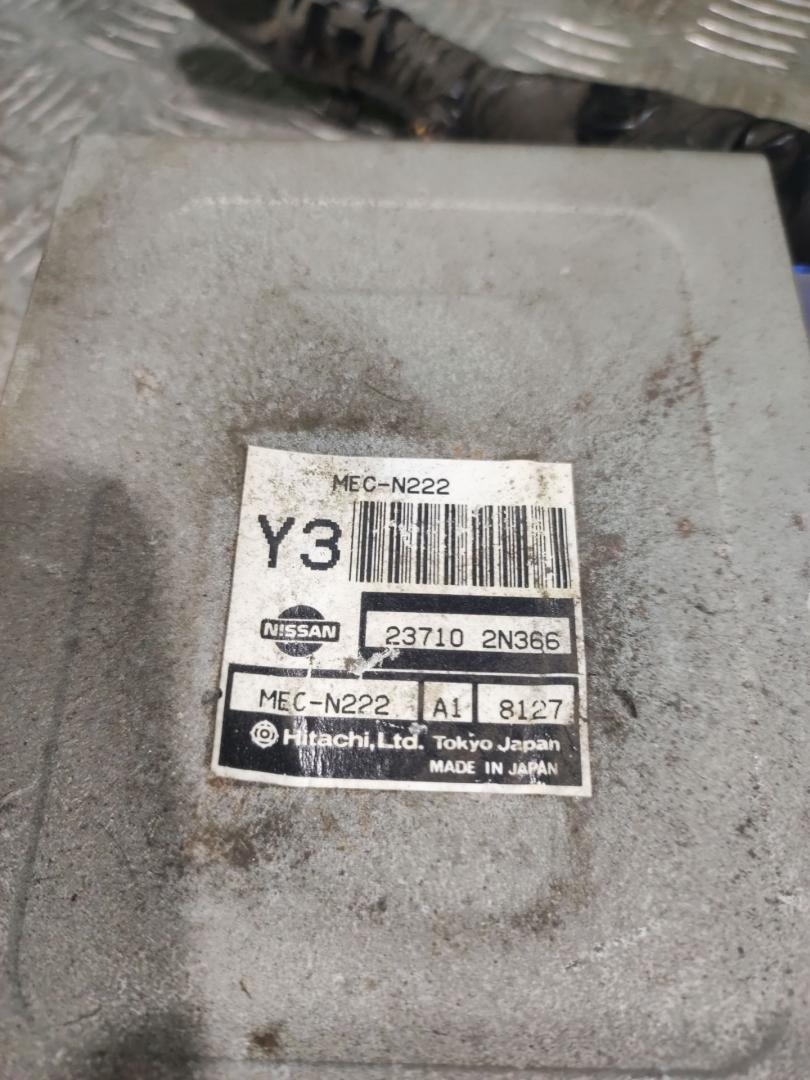 MEC-N222
Y3
NISSAN
23710 2N366
MEC-N222 A1 8127
Hitachi, Ltd. Tokyo Japan
MADE IN JAPAN